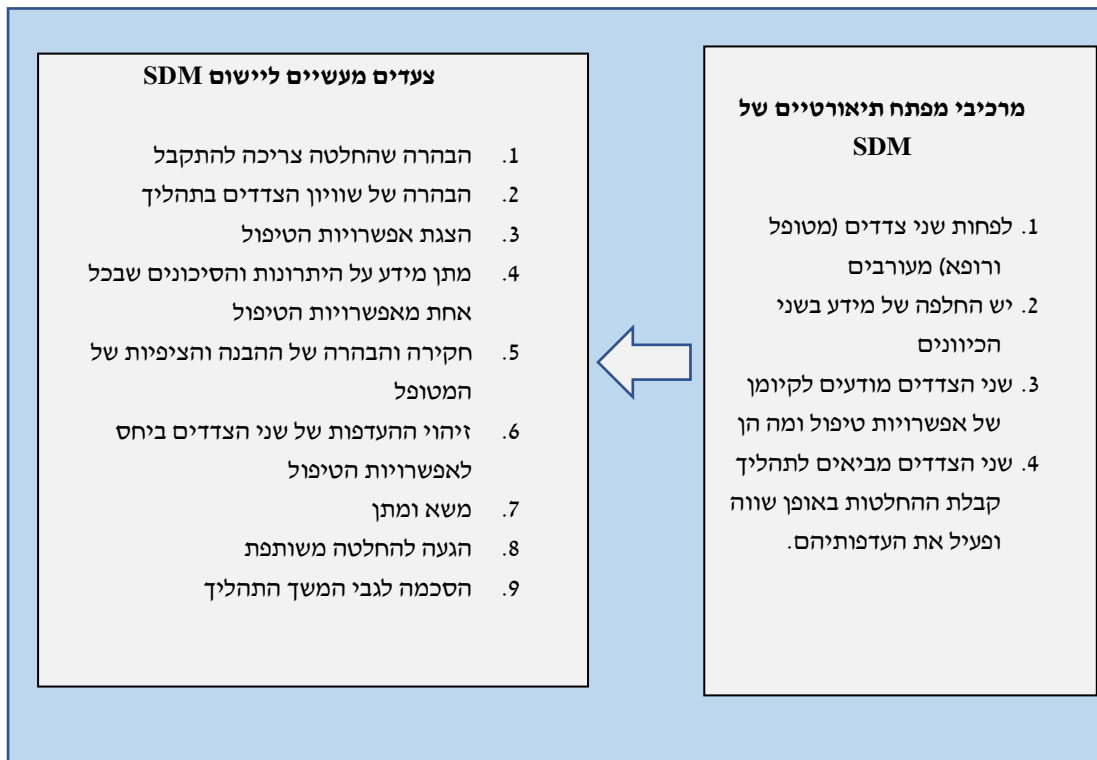 מרכיבי מפתח תיאורטיים של
SDM
1. לפחות שני צדדים (מטופל
ורופא) מעורבים
2. יש החלפה של מידע בשני
הכיוונים
3. שני הצדדים מודעים לקיומן
של אפשרויות טיפול ומה הן
4. שני הצדדים מביאים לתהליך
קבלת ההחלטות באופן שווה
ופעיל את העדפותיהם.
צעדים מעשיים ליישום SDM
1. הבהרה שהחלטה צריכה להתקבל
2. הבהרה של שוויון הצדדים בתהליך
3. הצגת אפשרויות הטיפול
4. מתן מידע על היתרונות והסיכונים שבכל
אחת מאפשרויות הטיפול
5. חקירה והבהרה של ההבנה והציפיות של
המטופל
6. זיהוי ההעדפות של שני הצדדים ביחס
לאפשרויות הטיפול
7. משא ומתן
8. הגעה להחלטה משותפת
9. הסכמה לגבי המשך התהליך